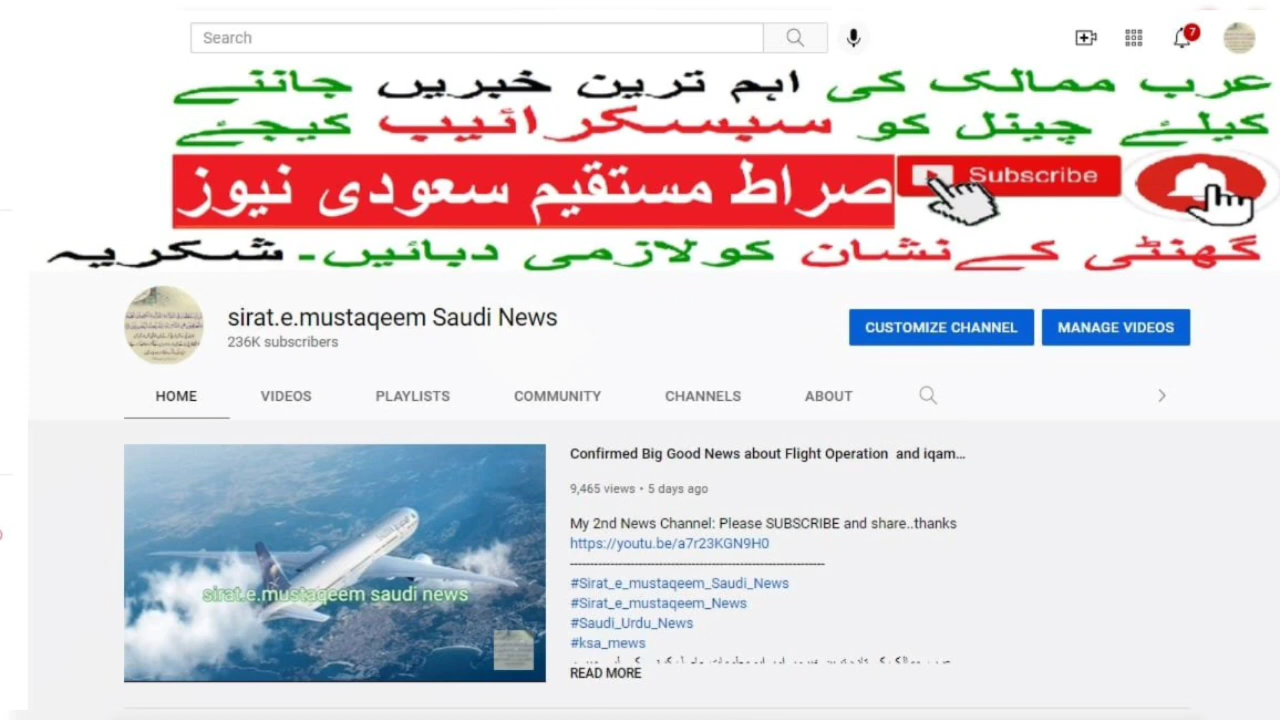 Search
7
عرب ممالک کی اہم ترین خبریں جاننے
کیلئے چینل کو سبسکرائیب کیجئے
صراط مستقیم سعودی نیوز
Subscribe
گھنٹی کے نشان کولازمی دبائیں۔ شکریہ
sirat.e.mustaqeem Saudi News
236K subscribers
CUSTOMIZE CHANNEL MANAGE VIDEOS
HOME VIDEOS PLAYLISTS COMMUNITY CHANNELS ABOUT
sirat.e.mustaqeem saudi news
Confirmed Big Good News about Flight Operation and iqam...
9,465 views • 5 days ago
My 2nd News Channel: Please SUBSCRIBE and share..thanks
https://youtu.be/a7r23KGN9H0
----------------------------------------------------------------
#Sirat_e_mustaqeem_Saudi_News
#Sirat_e_mustaqeem_News
#Saudi_Urdu_News
#ksa_mews
READ MORE